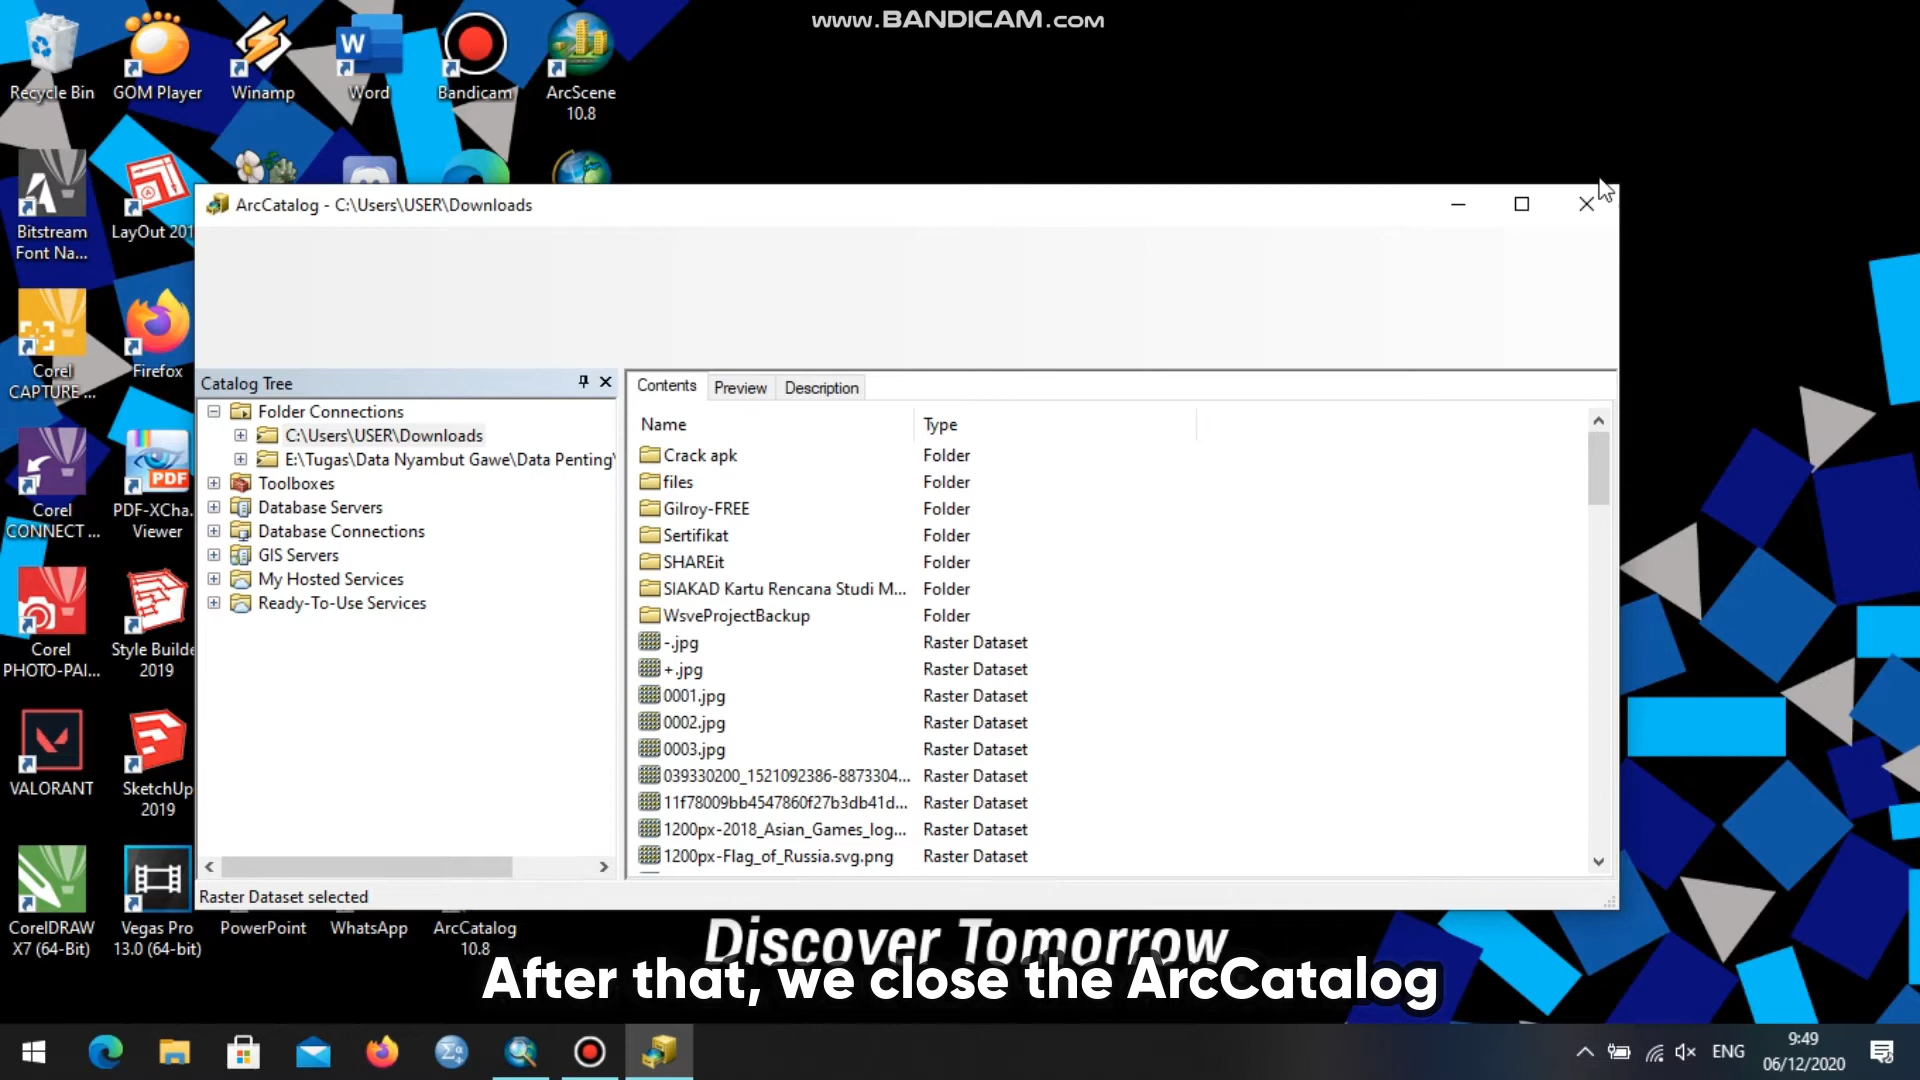 www.BANDICAM.com
Recycle Bin
GOM Player
Winamp
Word
Bandicam
ArcScene
10.8
Bitstream
Font Na...
LayOut 201
ArcCatalog - C:\Users\USER\Downloads
Corel
CAPTURE ...
Firefox
Catalog Tree
Contents
Preview
Description
Folder Connections
C:\Users\USER\Downloads
E:\Tugas\Data Nyambut Gawe\Data Penting\
Toolboxes
Database Servers
Database Connections
GIS Servers
My Hosted Services
Ready-To-Use Services
Name Type
Crack apk Folder
files Folder
Gilroy-FREE Folder
Sertifikat Folder
SHAREit Folder
SIAKAD Kartu Rencana Studi M... Folder
WsveProjectBackup Folder
-.jpg Raster Dataset
+.jpg Raster Dataset
0001.jpg Raster Dataset
0002.jpg Raster Dataset
0003.jpg Raster Dataset
039330200_1521092386-8873304... Raster Dataset
11f78009bb4547860f27b3db41d... Raster Dataset
1200px-2018_Asian_Games_log... Raster Dataset
1200px-Flag_of_Russia.svg.png Raster Dataset
Corel
CONNECT ...
PDF
PDF-XCha...
Viewer
Corel
PHOTO-PAI...
Style Builde
2019
VALORANT
SketchUp
2019
Raster Dataset selected
CorelDRAW
X7 (64-Bit)
Vegas Pro
13.0 (64-bit)
PowerPoint
WhatsApp
ArcCatalog
10.8
Discover Tomorrow
After that, we close the ArcCatalog
ENG
9:49
06/12/2020